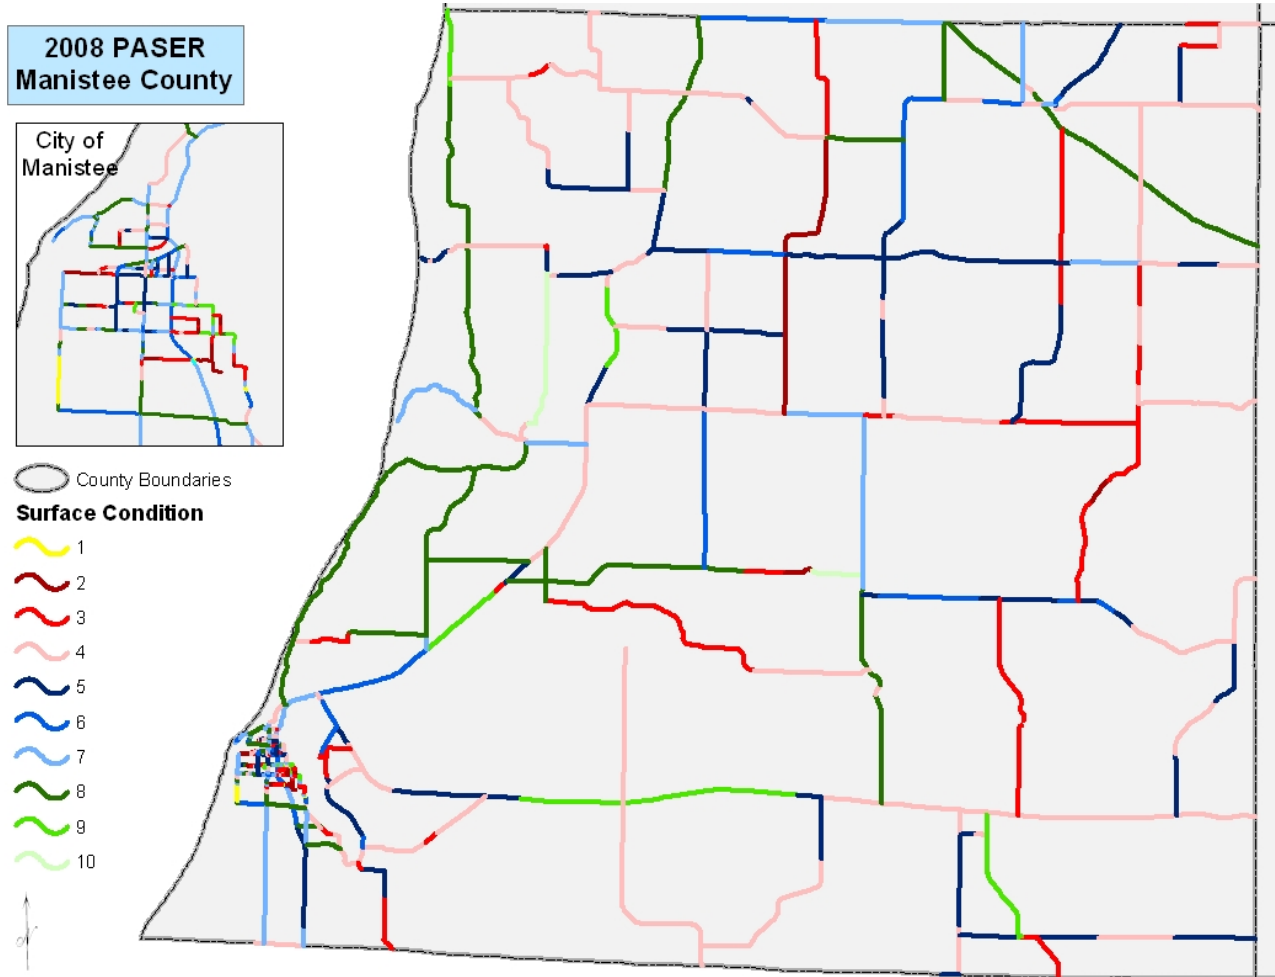 2008 PASER
Manistee County
City of
Manistee
County Boundaries
Surface Condition
1
2
3
4
5
6
7
8
9
10
N